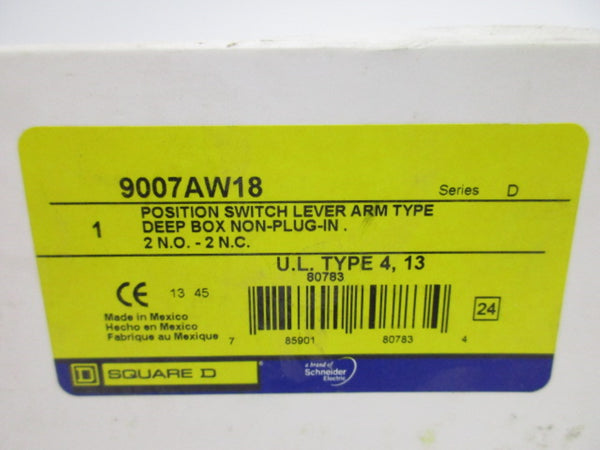 9007AW18
Series D
1
POSITION SWITCH LEVER ARM TYPE
DEEP BOX NON-PLUG-IN .
2 N.O. - 2 N.C.
U.L. TYPE 4, 13
80783
CE 13 45
24
Made in Mexico
Hecho en Mexico
Fabrique au Mexique
7 85901 80783 4
D SQUARE D
a brand of
Schneider
Electric